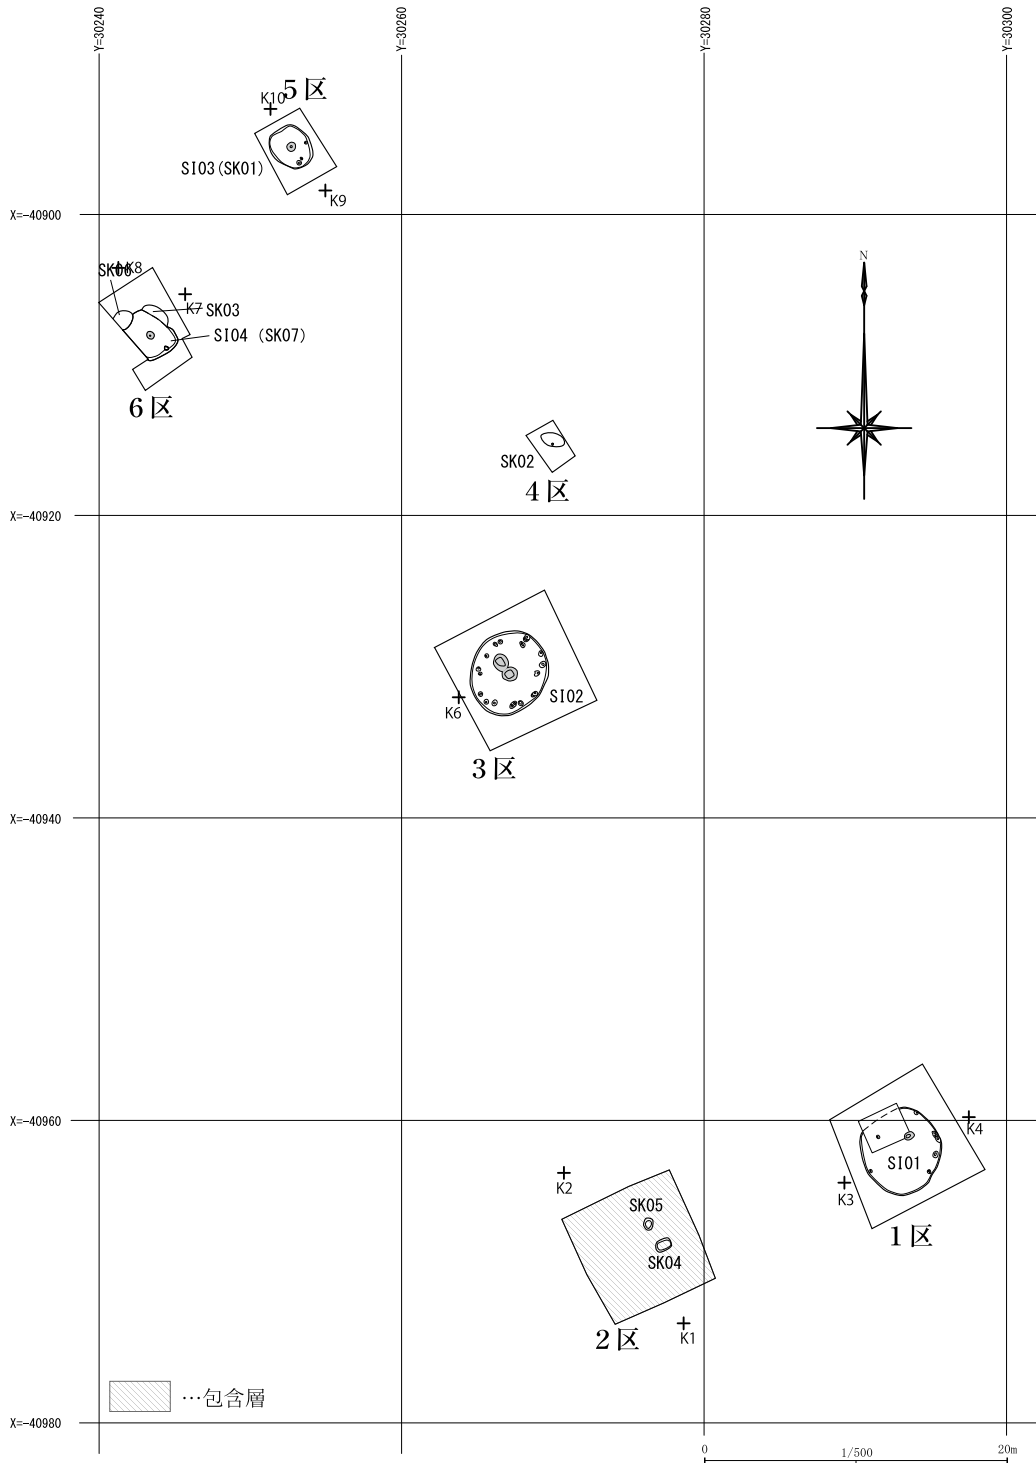 Y=30240
Y=30260
Y=30280
Y=30300
5区
K10
SI03(SK01)
K9
X=-40900
N
SK06
K8
K7
SK03
SI04 (SK07)
6区
SK02
4区
X=-40920
SI02
K6
3区
X=-40940
X=-40960
K4
SI01
K3
1区
K2
SK05
SK04
2区
K1
…包含層
X=-40980
0
1/500
20m